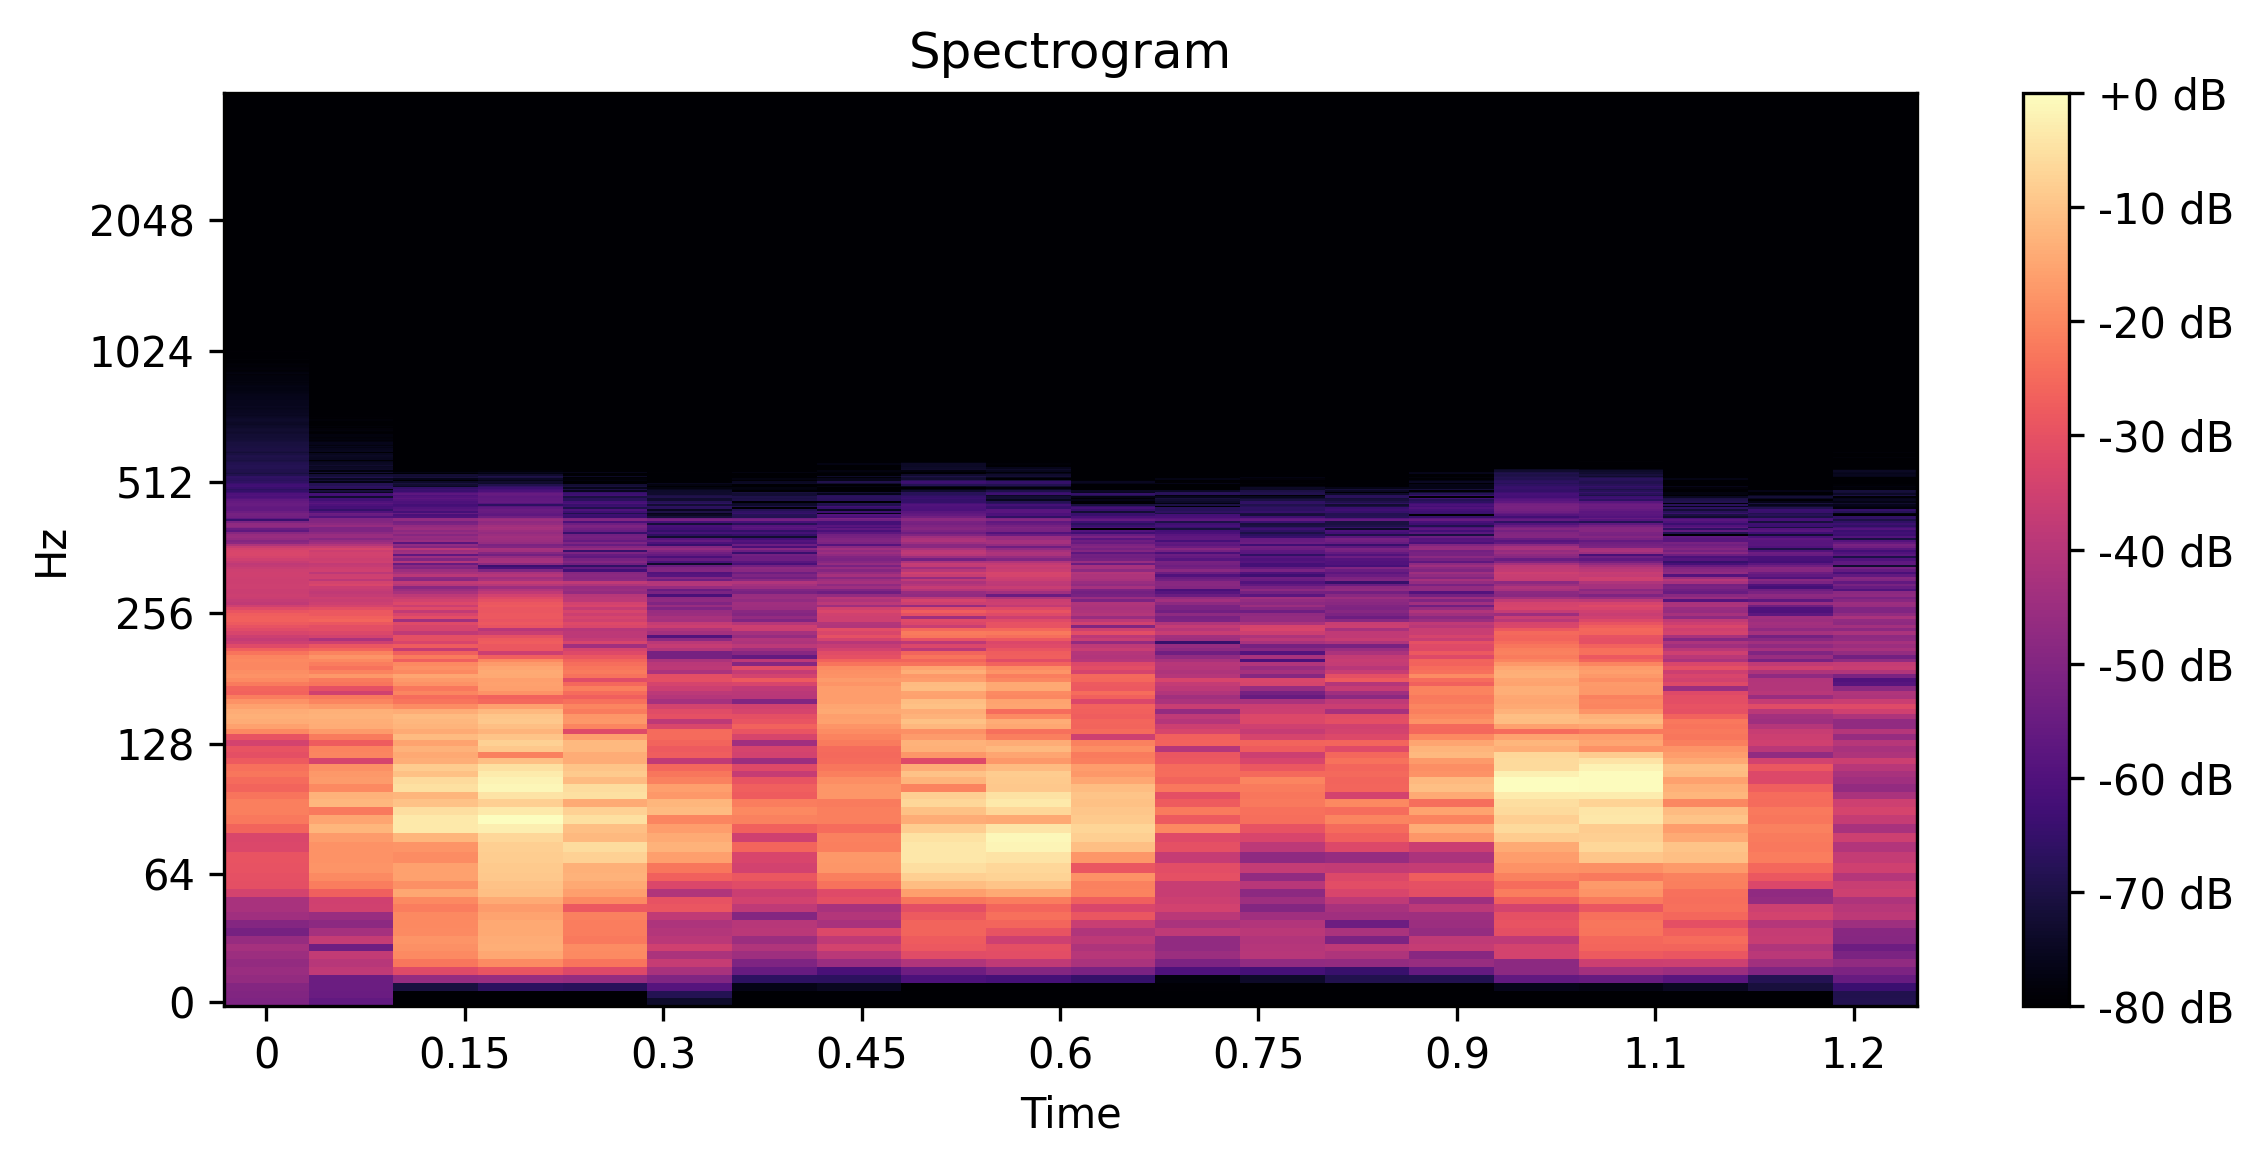 Spectrogram
+0 dB
-10 dB
-20 dB
-30 dB
-40 dB
-50 dB
-60 dB
-70 dB
-80 dB
Hz
2048
1024
512
256
128
64
0
0 0.15 0.3 0.45 0.6 0.75 0.9 1.1 1.2
Time